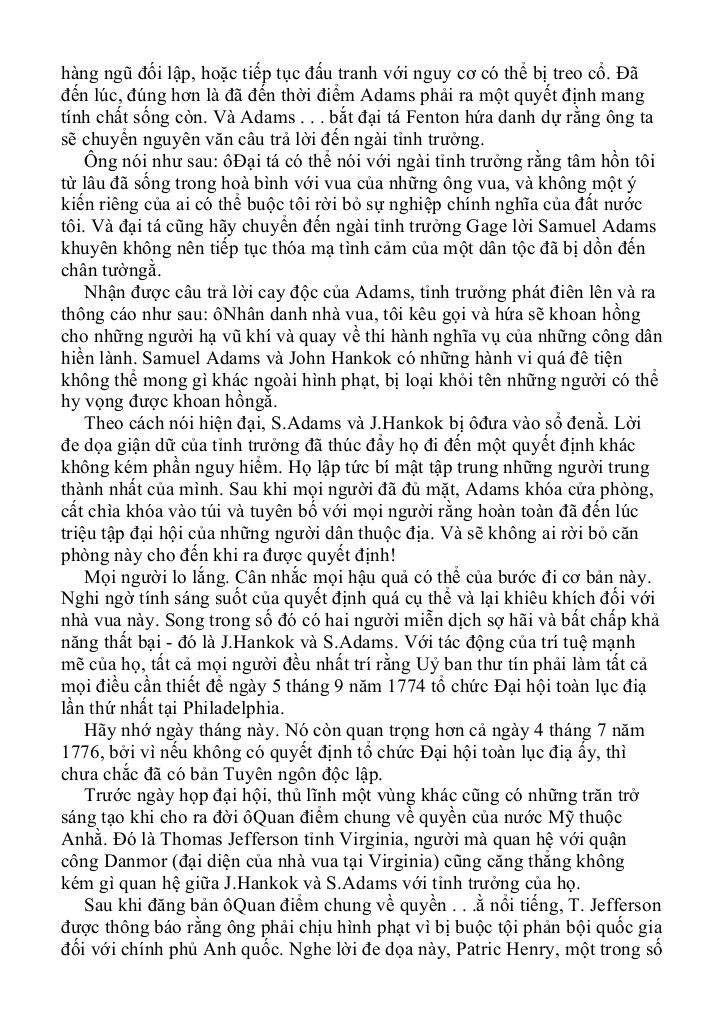 hàng ngũ đối lập, hoặc tiếp tục đấu tranh với nguy cơ có thể bị treo cổ. Đã
đến lúc, đúng hơn là đã đến thời điểm Adams phải ra một quyết định mang
tính chất sống còn. Và Adams . . . bắt đại tá Fenton hứa danh dự rằng ông ta
sẽ chuyển nguyên văn câu trả lời đến ngài tỉnh trưởng.
Ông nói như sau: ôĐại tá có thể nói với ngài tỉnh trưởng rằng tâm hồn tôi
từ lâu đã sống trong hoà bình với vua của những ông vua, và không một ý
kiến riêng của ai có thể buộc tôi rời bỏ sự nghiệp chính nghĩa của đất nước
tôi. Và đại tá cũng hãy chuyển đến ngài tỉnh trưởng Gage lời Samuel Adams
khuyên không nên tiếp tục thóa mạ tình cảm của một dân tộc đã bị dồn đến
chân tườngằ.
Nhận được câu trả lời cay độc của Adams, tỉnh trưởng phát điên lên và ra
thông cáo như sau: ôNhân danh nhà vua, tôi kêu gọi và hứa sẽ khoan hồng
cho những người hạ vũ khí và quay về thi hành nghĩa vụ của những công dân
hiền lành. Samuel Adams và John Hankok có những hành vi quá đê tiện
không thể mong gì khác ngoài hình phạt, bị loại khỏi tên những người có thể
hy vọng được khoan hồngằ.
Theo cách nói hiện đại, S.Adams và J.Hankok bị ôđưa vào sổ đenằ. Lời
đe dọa giận dữ của tỉnh trưởng đã thúc đẩy họ đi đến một quyết định khác
không kém phần nguy hiểm. Họ lập tức bí mật tập trung những người trung
thành nhất của mình. Sau khi mọi người đã đủ mặt, Adams khóa cửa phòng,
cất chìa khóa vào túi và tuyên bố với mọi người rằng hoàn toàn đã đến lúc
triệu tập đại hội của những người dân thuộc địa. Và sẽ không ai rời bỏ căn
phòng này cho đến khi ra được quyết định!
Mọi người lo lắng. Cân nhắc mọi hậu quả có thể của bước đi cơ bản này.
Nghi ngờ tính sáng suốt của quyết định quá cụ thể và lại khiêu khích đối với
nhà vua này. Song trong số đó có hai người miễn dịch sợ hãi và bất chấp khả
năng thất bại - đó là J.Hankok và S.Adams. Với tác động của trí tuệ mạnh
mẽ của họ, tất cả mọi người đều nhất trí rằng Uỷ ban thư tín phải làm tất cả
mọi điều cần thiết để ngày 5 tháng 9 năm 1774 tổ chức Đại hội toàn lục điạ
lần thứ nhất tại Philadelphia.
Hãy nhớ ngày tháng này. Nó còn quan trọng hơn cả ngày 4 tháng 7 năm
1776, bởi vì nếu không có quyết định tổ chức Đại hội toàn lục điạ ấy, thì
chưa chắc đã có bản Tuyên ngôn độc lập.
Trước ngày họp đại hội, thủ lĩnh một vùng khác cũng có những trăn trở
sáng tạo khi cho ra đời ôQuan điểm chung về quyền của nước Mỹ thuộc
Anhằ. Đó là Thomas Jefferson tỉnh Virginia, người mà quan hệ với quận
công Danmor (đại diện của nhà vua tại Virginia) cũng căng thẳng không
kém gì quan hệ giữa J.Hankok và S.Adams với tỉnh trưởng của họ.
Sau khi đăng bản ôQuan điểm chung về quyền . . .ằ nổi tiếng, T. Jefferson
được thông báo rằng ông phải chịu hình phạt vì bị buộc tội phản bội quốc gia
đối với chính phủ Anh quốc. Nghe lời đe dọa này, Patric Henry, một trong số